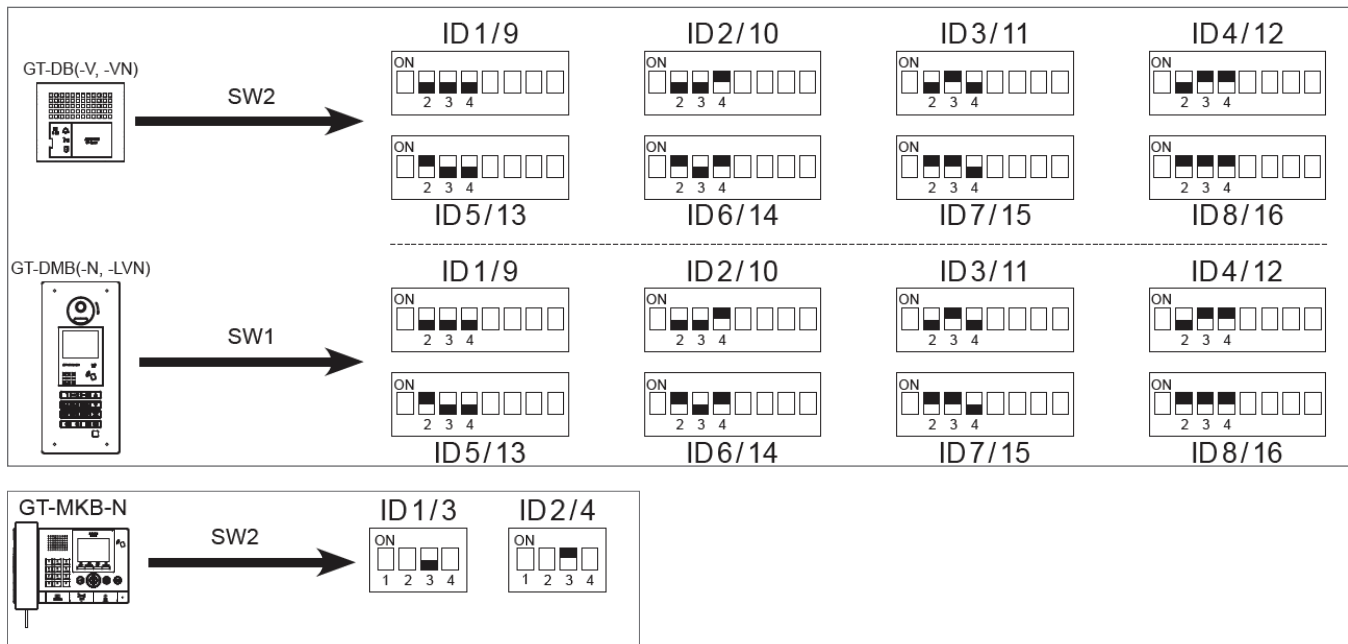 ID1/9 ID2/10 ID3/11 ID4/12
GT-DB(-V, -VN)
SW2
ON ON ON ON
2 3 4 2 3 4 2 3 4 2 3 4
ON ON ON ON
2 3 4 2 3 4 2 3 4 2 3 4
ID5/13 ID6/14 ID7/15 ID8/16
GT-DMB(-N, -LVN)
ID1/9 ID2/10 ID3/11 ID4/12
SW1
ON ON ON ON
2 3 4 2 3 4 2 3 4 2 3 4
ON ON ON ON
2 3 4 2 3 4 2 3 4 2 3 4
ID5/13 ID6/14 ID7/15 ID8/16
GT-MKB-N
ID1/3 ID2/4
SW2
ON ON
1 2 3 4 1 2 3 4